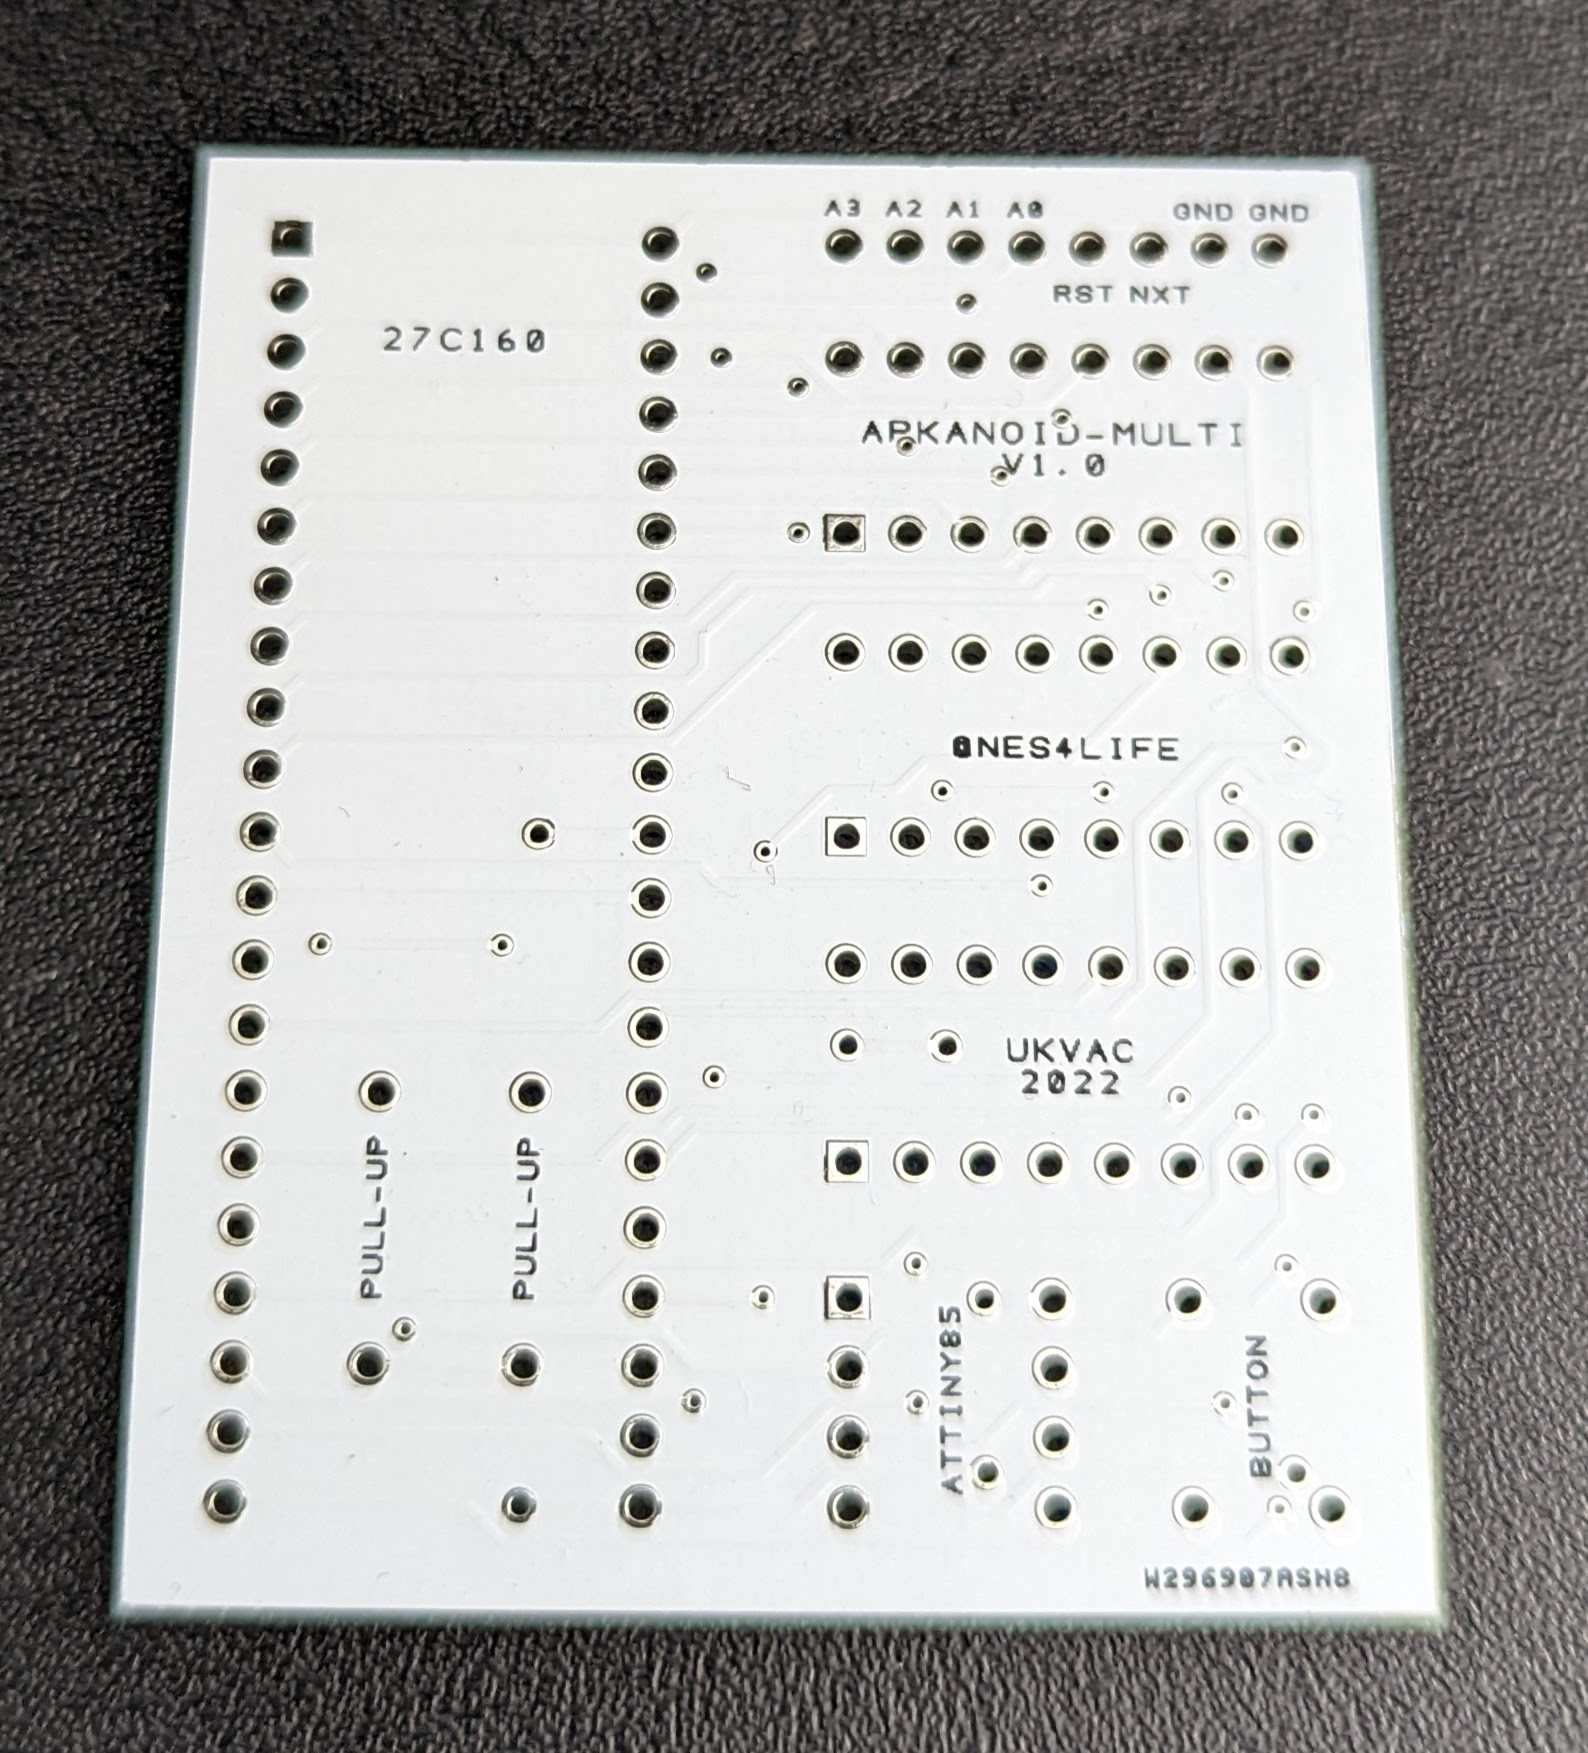 A3 A2 A1 A0 GND GND
RST NXT
27C160
ARKANOID-MULTI
V1.0
@NES4LIFE
UKVAC
2022
PULL-UP
PULL-UP
ATTINY85
BUTTON
W296907ASH8